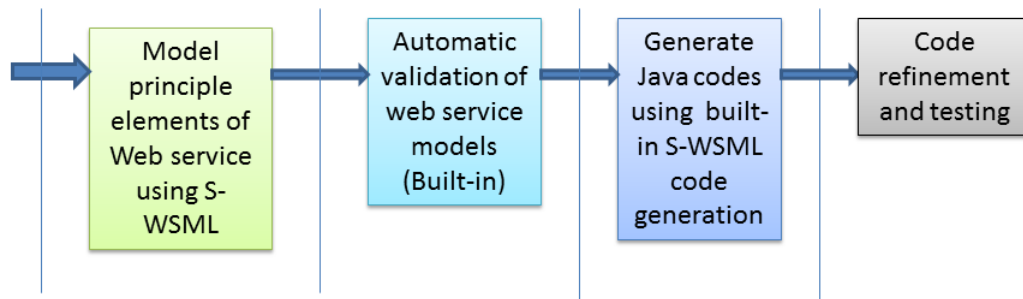 Model
principle
elements of
Web service
using S-
WSML
Automatic
validation of
web service
models
(Built-in)
Generate
Java codes
using built-
in S-WSML
code
generation
Code
refinement
and testing